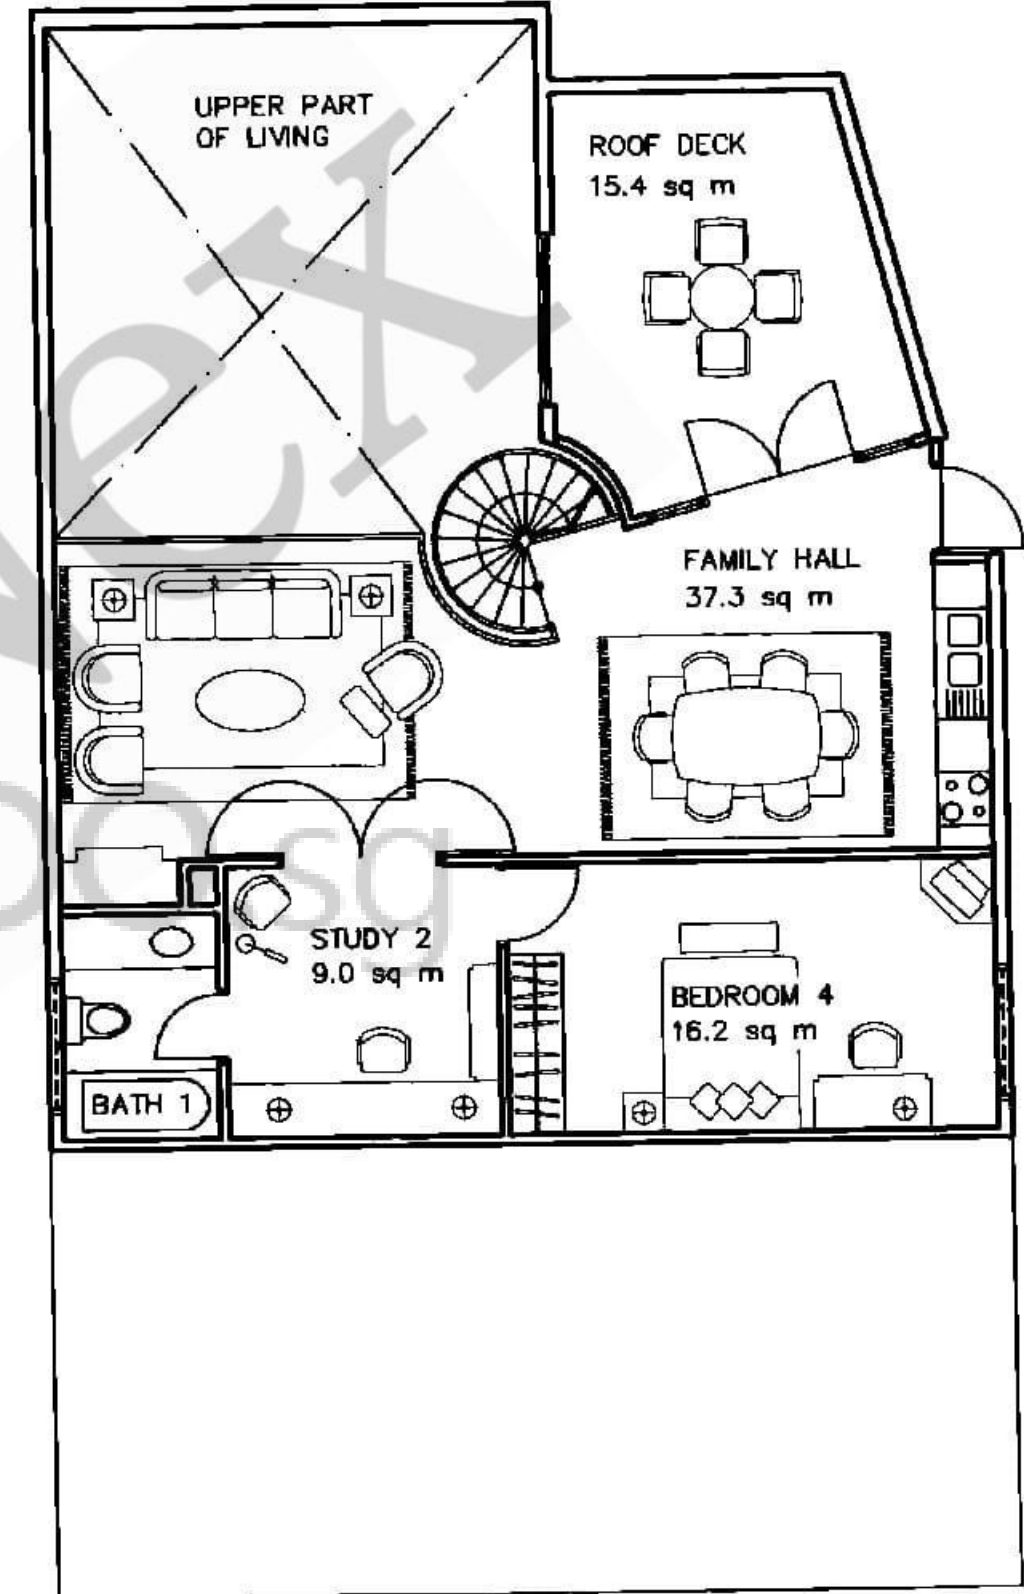 UPPER PART
OF LIVING
ROOF DECK
15.4 sq m
FAMILY HALL
37.3 sq m
STUDY 2
9.0 sq m
BEDROOM 4
16.2 sq m
BATH 1